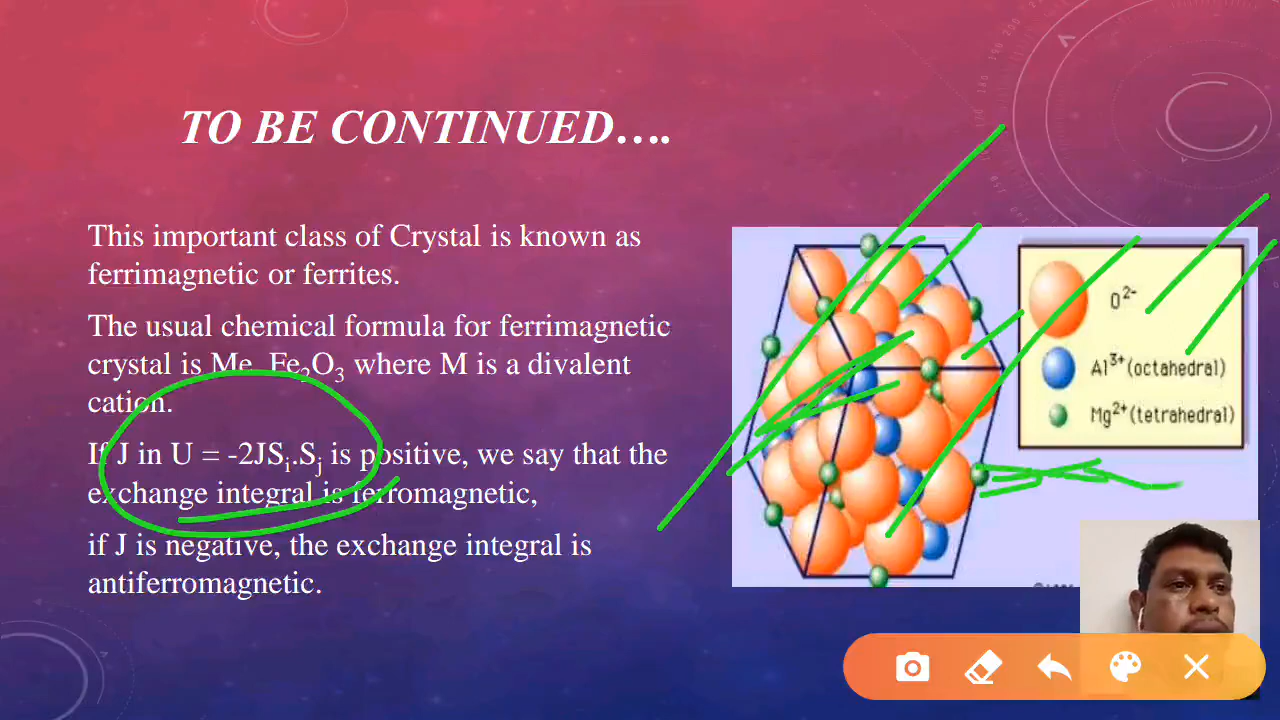 TO BE CONTINUED….
This important class of Crystal is known as
ferrimagnetic or ferrites.
The usual chemical formula for ferrimagnetic
crystal is Me Fe₂O₃ where M is a divalent
cation.
If J in U = -2JSᵢ.Sⱼ is positive, we say that the
exchange integral is ferromagnetic,
if J is negative, the exchange integral is
antiferromagnetic.
O²⁻
Al³⁺(octahedral)
Mg²⁺(tetrahedral)